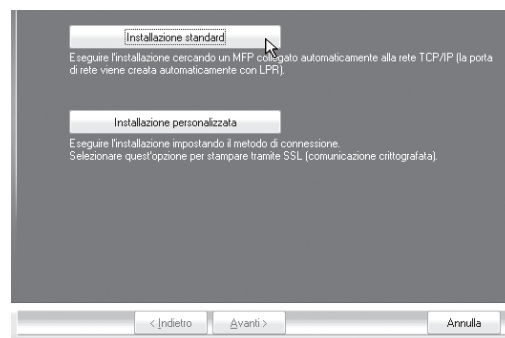 Installazione standard
Eseguire l'installazione cercando un MFP collegato automaticamente alla rete TCP/IP (la porta
di rete viene creata automaticamente con LPR).
Installazione personalizzata
Eseguire l'installazione impostando il metodo di connessione.
Selezionare quest'opzione per stampare tramite SSL (comunicazione crittografata).
< Indietro
Avanti >
Annulla